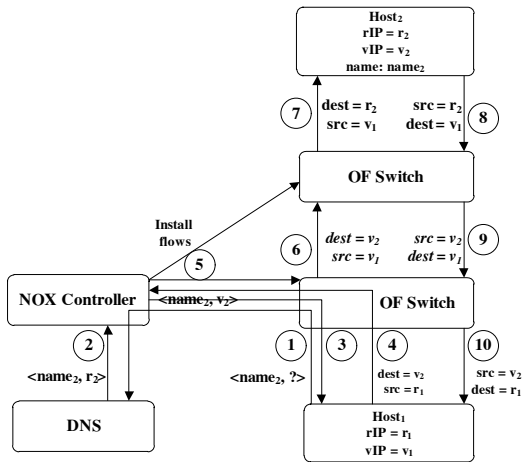 Host₂
rIP = r₂
vIP = v₂
name: name₂
7
dest = r₂
src = v₁
src = r₂
dest = v₁
8
OF Switch
Install
flows
5
6
dest = v₂
src = v₁
src = v₂
dest = v₁
9
NOX Controller
<name₂, v₂>
OF Switch
2
1
3
4
10
<name₂, r₂>
<name₂, ?>
dest = v₂
src = r₁
src = v₂
dest = r₁
DNS
Host₁
rIP = r₁
vIP = v₁